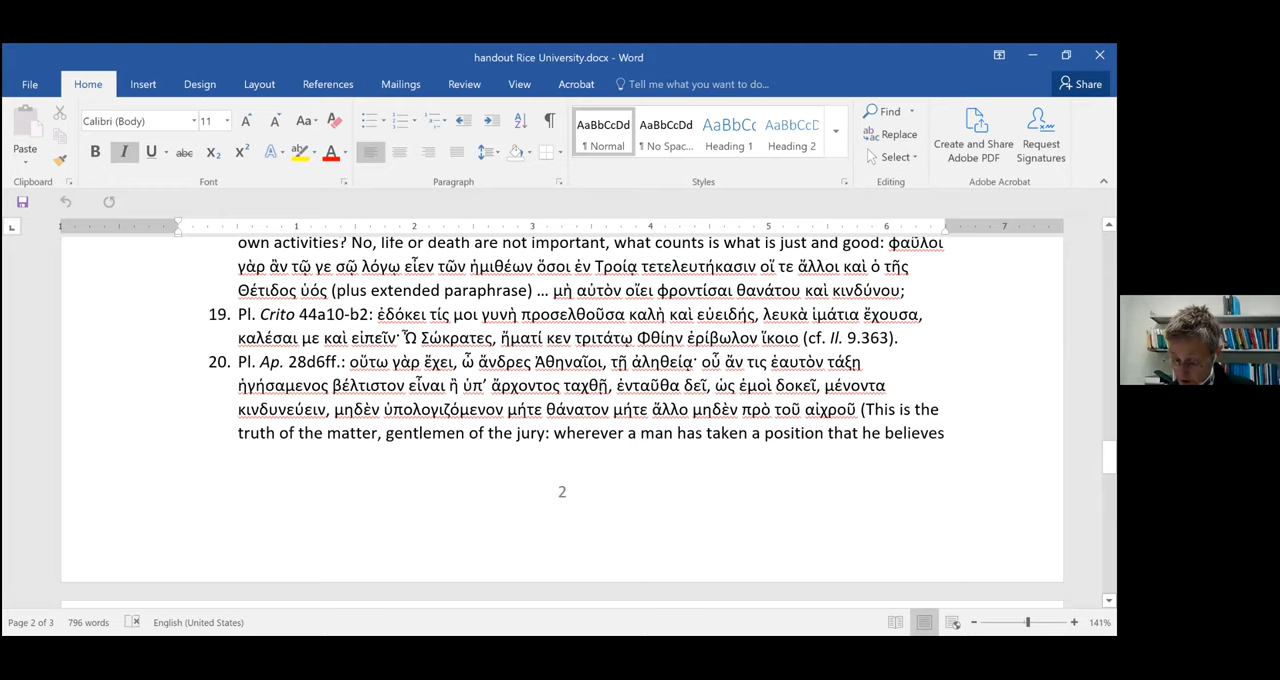 handout Rice University.docx - Word
File Home Insert Design Layout References Mailings Review View Acrobat Tell me what you want to do... Share
Calibri (Body) 11 Aa
AaBbCcDd AaBbCcDd AaBbCc AaBbCcD
¶ Normal ¶ No Spac... Heading 1 Heading 2
Find
Replace
Select
Paste
B I U abc X₂ X² A A
Create and Share Adobe PDF
Request Signatures
Clipboard Font Paragraph Styles Editing Adobe Acrobat
1 1 2 3 4 5 6 7
own activities? No, life or death are not important, what counts is what is just and good: φαῦλοι
γὰρ ἂν τῷ γε σῷ λόγῳ εἶεν τῶν ἡμιθέων ὅσοι ἐν Τροίᾳ τετελευτήκασιν οἵ τε ἄλλοι καὶ ὁ τῆς
Θέτιδος ὑός (plus extended paraphrase) ... μὴ αὐτὸν οἴει φροντίσαι θανάτου καὶ κινδύνου;
19. Pl. Crito 44a10-b2: ἐδόκει τίς μοι γυνὴ προσελθοῦσα καλὴ καὶ εὐειδής, λευκὰ ἱμάτια ἔχουσα,
καλέσαι με καὶ εἰπεῖν· Ὦ Σώκρατες, ἤματί κεν τριτάτῳ Φθίην ἐρίβωλον ἵκοιο (cf. Il. 9.363).
20. Pl. Ap. 28d6ff.: οὕτω γὰρ ἔχει, ὦ ἄνδρες Ἀθηναῖοι, τῇ ἀληθείᾳ· οὗ ἄν τις ἑαυτὸν τάξῃ
ἡγησάμενος βέλτιστον εἶναι ἢ ὑπ’ ἄρχοντος ταχθῇ, ἐνταῦθα δεῖ, ὡς ἐμοὶ δοκεῖ, μένοντα
κινδυνεύειν, μηδὲν ὑπολογιζόμενον μήτε θάνατον μήτε ἄλλο μηδὲν πρὸ τοῦ αἰσχροῦ (This is the
truth of the matter, gentlemen of the jury: wherever a man has taken a position that he believes
2
Page 2 of 3 796 words English (United States) 141%